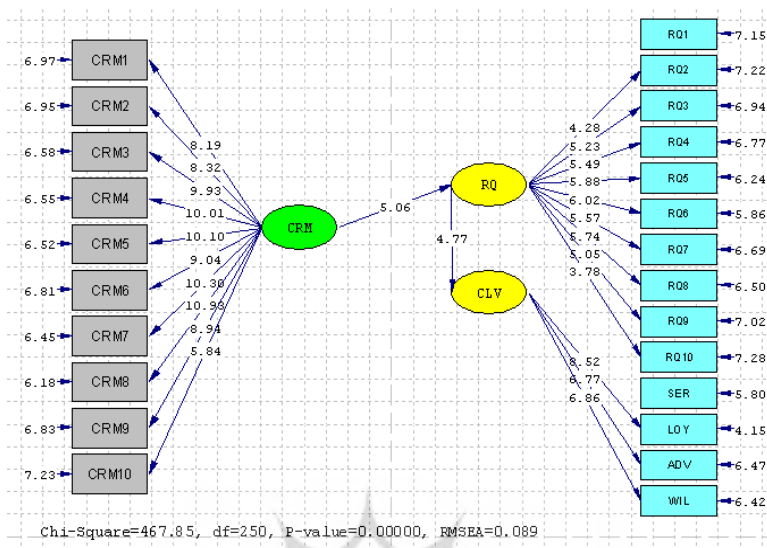 6.97 CRM1
6.95 CRM2
6.58 CRM3
6.55 CRM4
6.52 CRM5
6.81 CRM6
6.45 CRM7
6.18 CRM8
6.83 CRM9
7.23 CRM10
8.19
8.32
9.93
10.01
10.10
9.04
10.30
10.93
8.94
5.84
CRM
5.06
RQ
4.77
CLV
4.28
5.23
5.49
5.88
6.02
5.57
5.74
5.05
3.78
8.52
6.77
6.86
RQ1 7.15
RQ2 7.22
RQ3 6.94
RQ4 6.77
RQ5 6.24
RQ6 5.86
RQ7 6.69
RQ8 6.50
RQ9 7.02
RQ10 7.28
SER 5.80
LOY 4.15
ADV 6.47
WIL 6.42
Chi-Square=467.85, df=250, P-value=0.00000, RMSEA=0.089